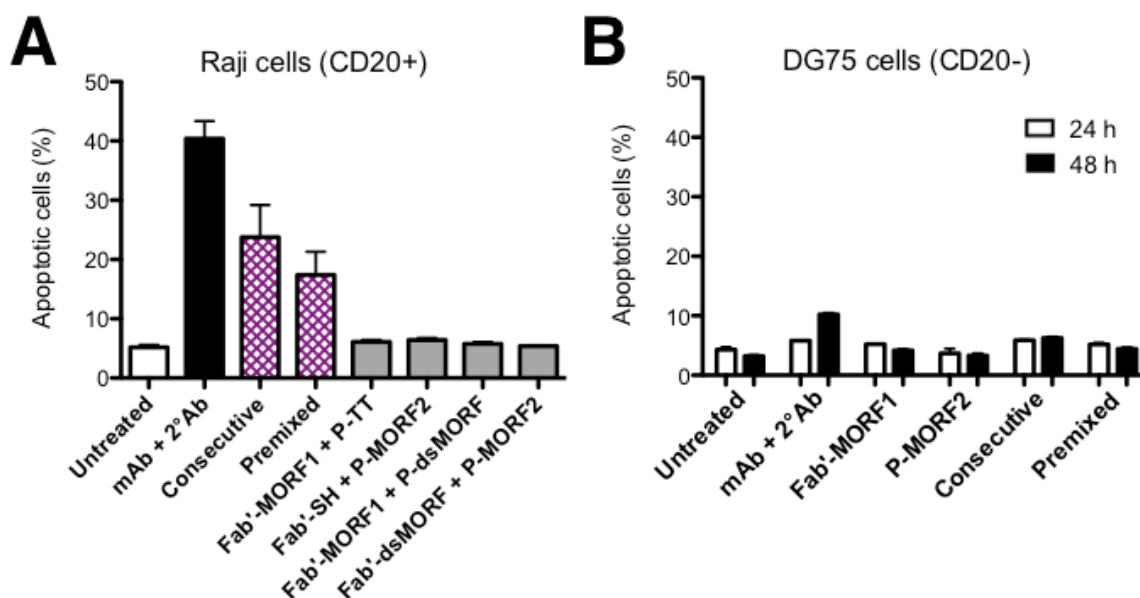 A
Raji cells (CD20+)
Apoptotic cells (%)
50
40
30
20
10
0
Untreated
mAb + 2°Ab
Consecutive
Premixed
Fab'-MORF1 + P-TT
Fab'-SH + P-MORF2
Fab'-MORF1 + P-dsMORF
Fab'-dsMORF + P-MORF2
B
DG75 cells (CD20-)
Apoptotic cells (%)
50
40
30
20
10
0
24 h
48 h
Untreated
mAb + 2°Ab
Fab'-MORF1
P-MORF2
Consecutive
Premixed